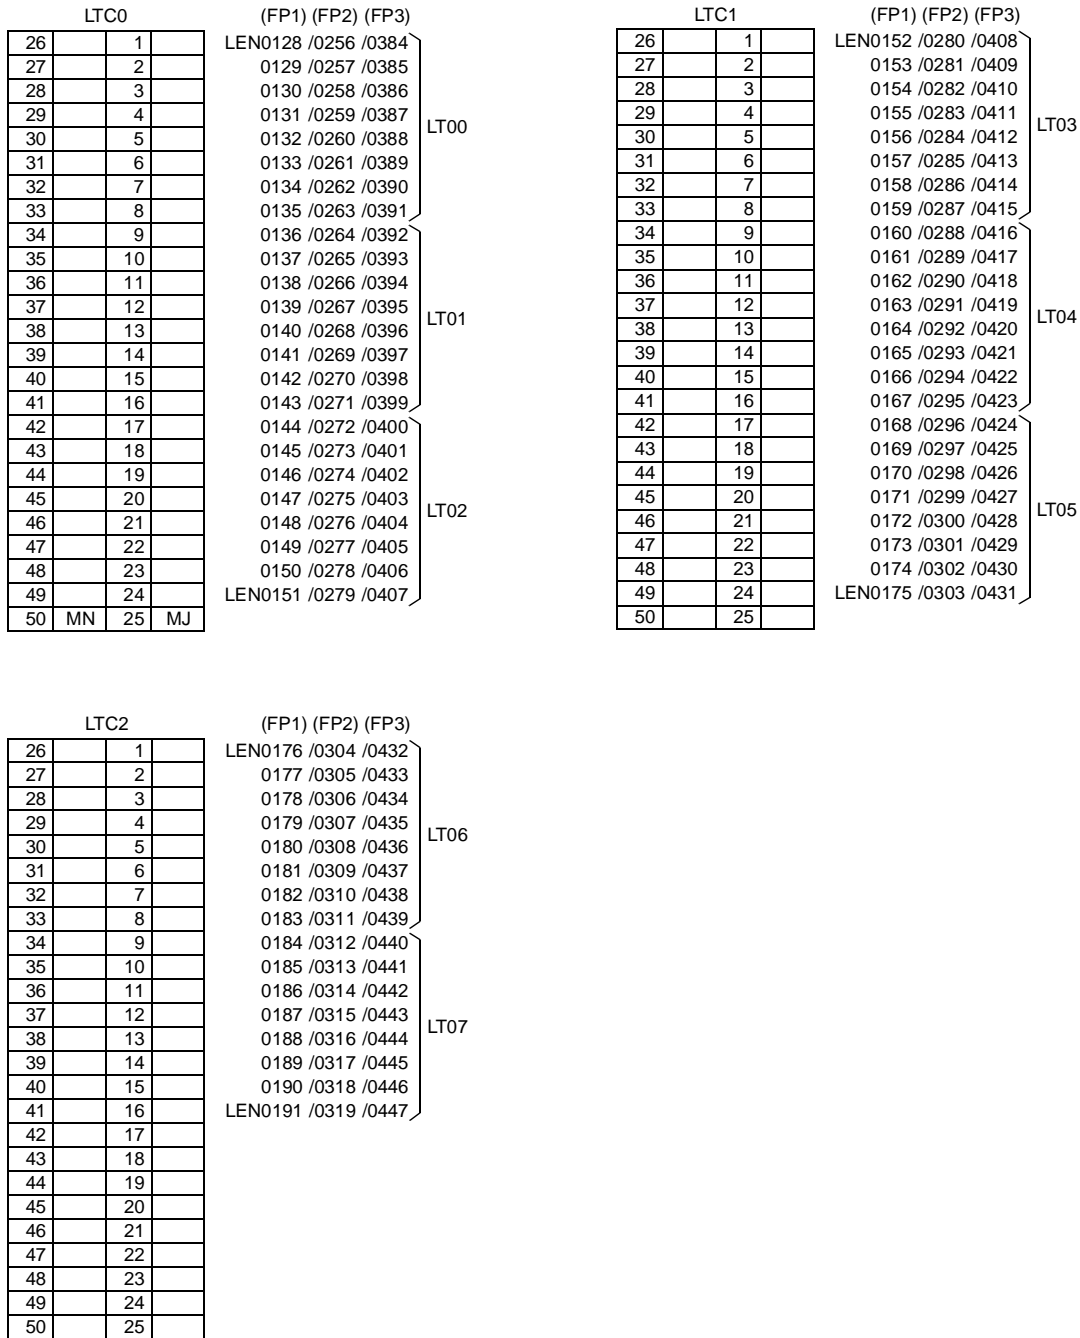 LTC0 (FP1) (FP2) (FP3)
26 1 LEN0128 /0256 /0384
27 2 0129 /0257 /0385
28 3 0130 /0258 /0386
29 4 0131 /0259 /0387
LT00
30 5 0132 /0260 /0388
31 6 0133 /0261 /0389
32 7 0134 /0262 /0390
33 8 0135 /0263 /0391
34 9 0136 /0264 /0392
35 10 0137 /0265 /0393
36 11 0138 /0266 /0394
37 12 0139 /0267 /0395
LT01
38 13 0140 /0268 /0396
39 14 0141 /0269 /0397
40 15 0142 /0270 /0398
41 16 0143 /0271 /0399
42 17 0144 /0272 /0400
43 18 0145 /0273 /0401
44 19 0146 /0274 /0402
45 20 0147 /0275 /0403
LT02
46 21 0148 /0276 /0404
47 22 0149 /0277 /0405
48 23 0150 /0278 /0406
49 24 LEN0151 /0279 /0407
50 MN 25 MJ
LTC1 (FP1) (FP2) (FP3)
26 1 LEN0152 /0280 /0408
27 2 0153 /0281 /0409
28 3 0154 /0282 /0410
29 4 0155 /0283 /0411
LT03
30 5 0156 /0284 /0412
31 6 0157 /0285 /0413
32 7 0158 /0286 /0414
33 8 0159 /0287 /0415
34 9 0160 /0288 /0416
35 10 0161 /0289 /0417
36 11 0162 /0290 /0418
37 12 0163 /0291 /0419
LT04
38 13 0164 /0292 /0420
39 14 0165 /0293 /0421
40 15 0166 /0294 /0422
41 16 0167 /0295 /0423
42 17 0168 /0296 /0424
43 18 0169 /0297 /0425
44 19 0170 /0298 /0426
45 20 0171 /0299 /0427
LT05
46 21 0172 /0300 /0428
47 22 0173 /0301 /0429
48 23 0174 /0302 /0430
49 24 LEN0175 /0303 /0431
50 25
LTC2 (FP1) (FP2) (FP3)
26 1 LEN0176 /0304 /0432
27 2 0177 /0305 /0433
28 3 0178 /0306 /0434
29 4 0179 /0307 /0435
LT06
30 5 0180 /0308 /0436
31 6 0181 /0309 /0437
32 7 0182 /0310 /0438
33 8 0183 /0311 /0439
34 9 0184 /0312 /0440
35 10 0185 /0313 /0441
36 11 0186 /0314 /0442
37 12 0187 /0315 /0443
LT07
38 13 0188 /0316 /0444
39 14 0189 /0317 /0445
40 15 0190 /0318 /0446
41 16 LEN0191 /0319 /0447
42 17
43 18
44 19
45 20
46 21
47 22
48 23
49 24
50 25